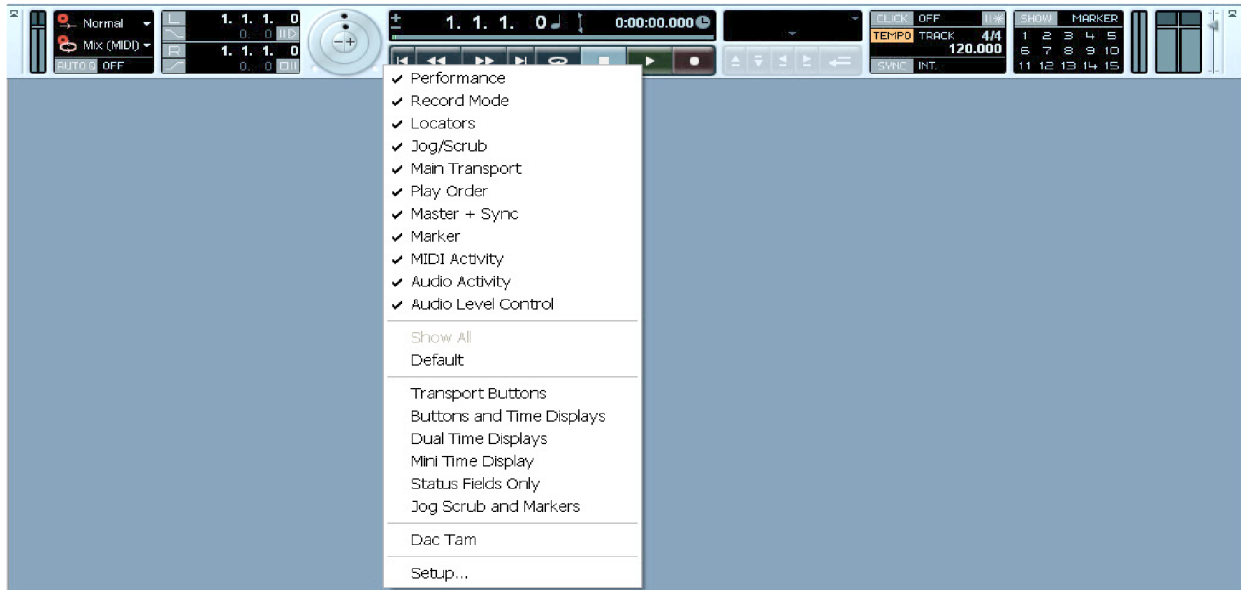 Normal
Mix (MIDI)
AUTO Q OFF
L 1. 1. 1. 0
0. 0
R 1. 1. 1. 0
0. 0
1. 1. 1. 0 0:00:00.000
CLICK OFF
TEMPO TRACK 4/4
120.000
SYNC INT.
SHOW MARKER
1 2 3 4 5
6 7 8 9 10
11 12 13 14 15
Performance
Record Mode
Locators
Jog/Scrub
Main Transport
Play Order
Master + Sync
Marker
MIDI Activity
Audio Activity
Audio Level Control
Show All
Default
Transport Buttons
Buttons and Time Displays
Dual Time Displays
Mini Time Display
Status Fields Only
Jog Scrub and Markers
Dac Tam
Setup...